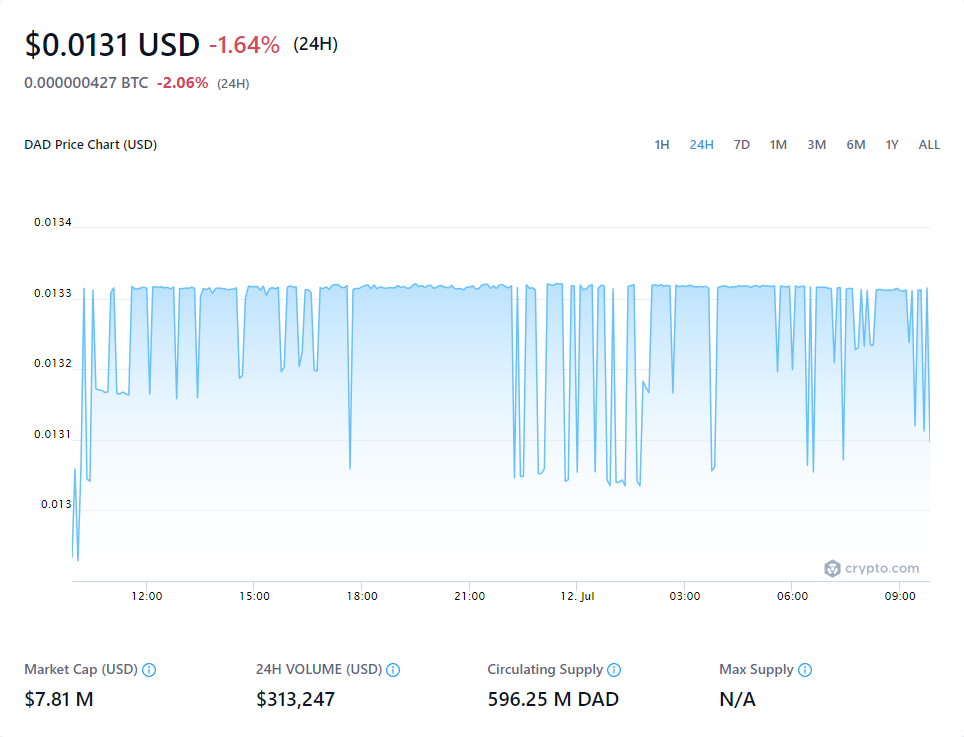 $0.0131 USD -1.64% (24H)
0.000000427 BTC -2.06% (24H)
DAD Price Chart (USD) 1H 24H 7D 1M 3M 6M 1Y ALL
0.0134
0.0133
0.0132
0.0131
0.013
crypto.com
12:00 15:00 18:00 21:00 12. Jul 03:00 06:00 09:00
Market Cap (USD) 24H VOLUME (USD) Circulating Supply Max Supply
$7.81 M $313,247 596.25 M DAD N/A